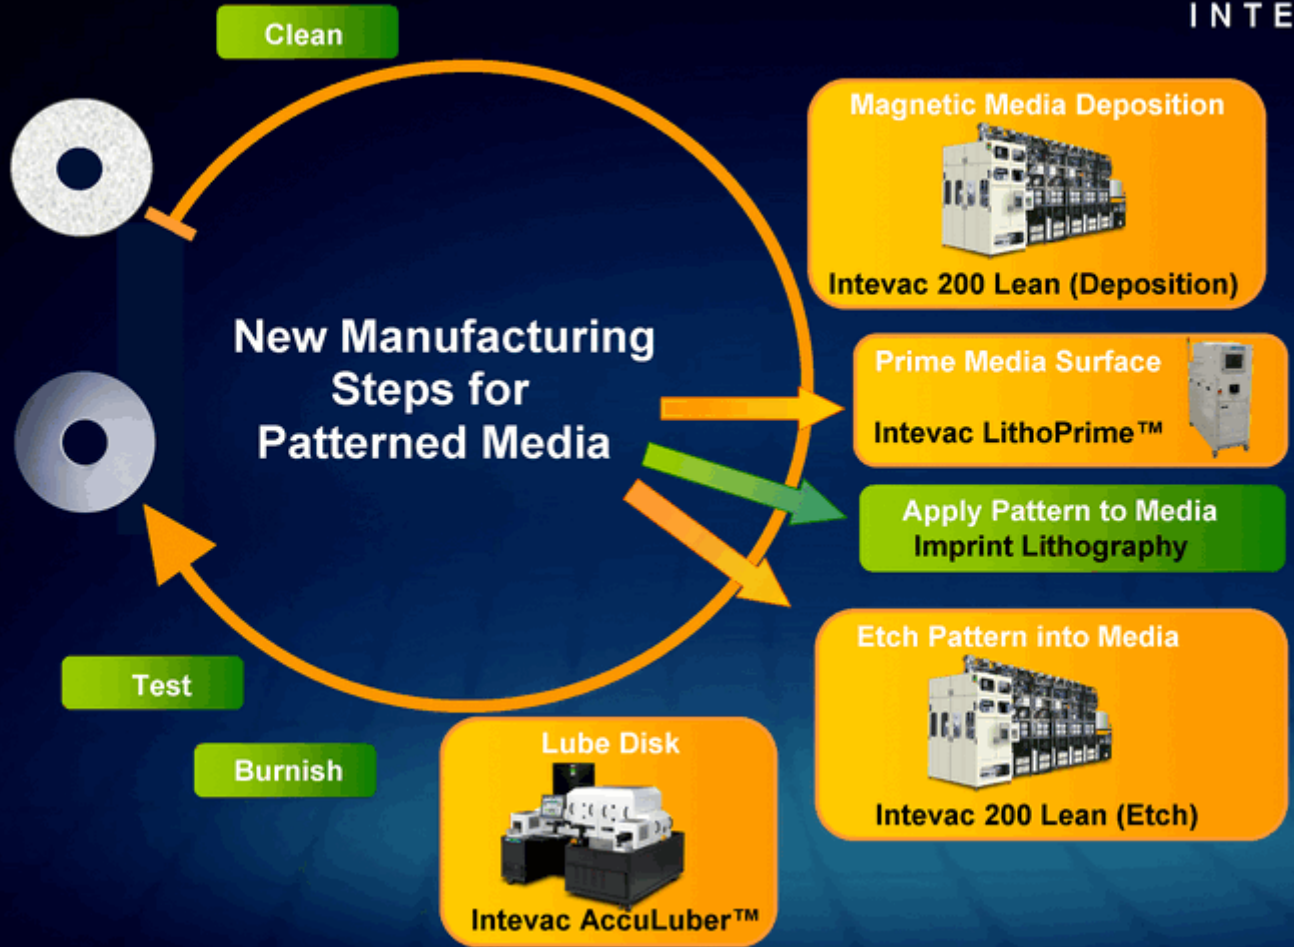 INTE
Clean
Magnetic Media Deposition
Intevac 200 Lean (Deposition)
New Manufacturing
Steps for
Patterned Media
Prime Media Surface
Intevac LithoPrime™
Apply Pattern to Media
Imprint Lithography
Etch Pattern into Media
Intevac 200 Lean (Etch)
Lube Disk
Intevac AccuLuber™
Burnish
Test